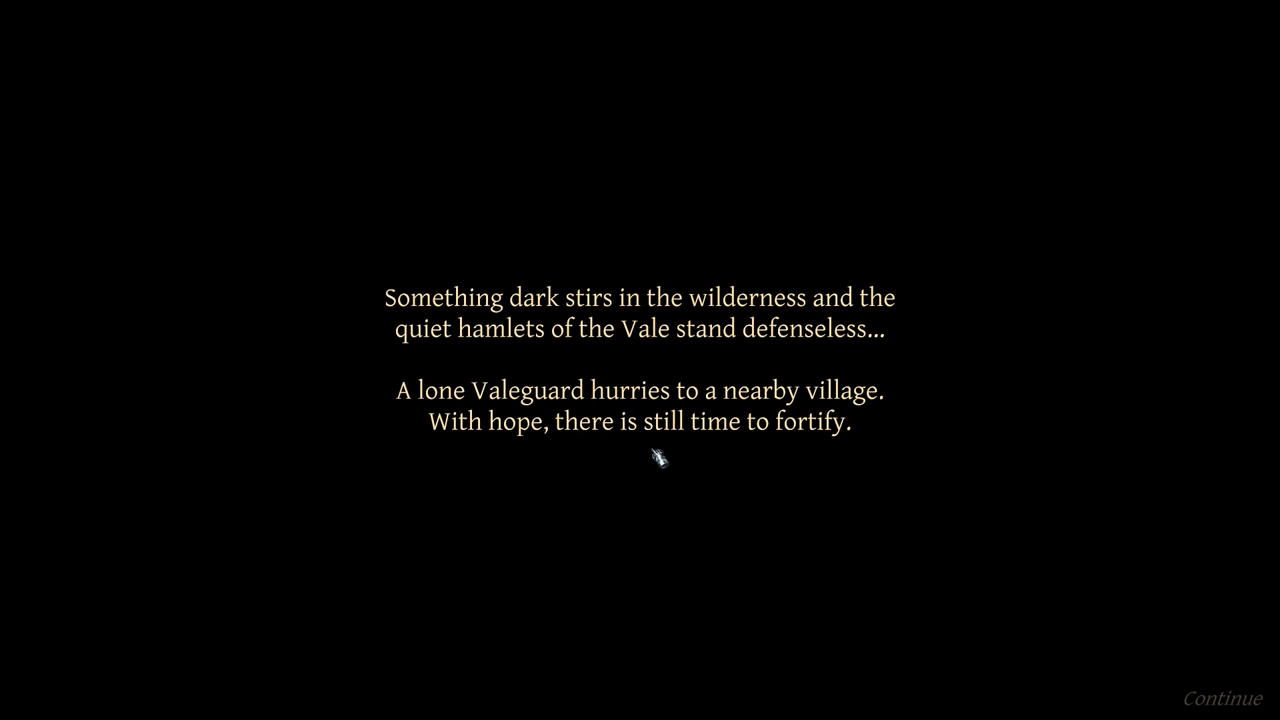 Something dark stirs in the wilderness and the
quiet hamlets of the Vale stand defenseless...
A lone Valeguard hurries to a nearby village.
With hope, there is still time to fortify.
Continue